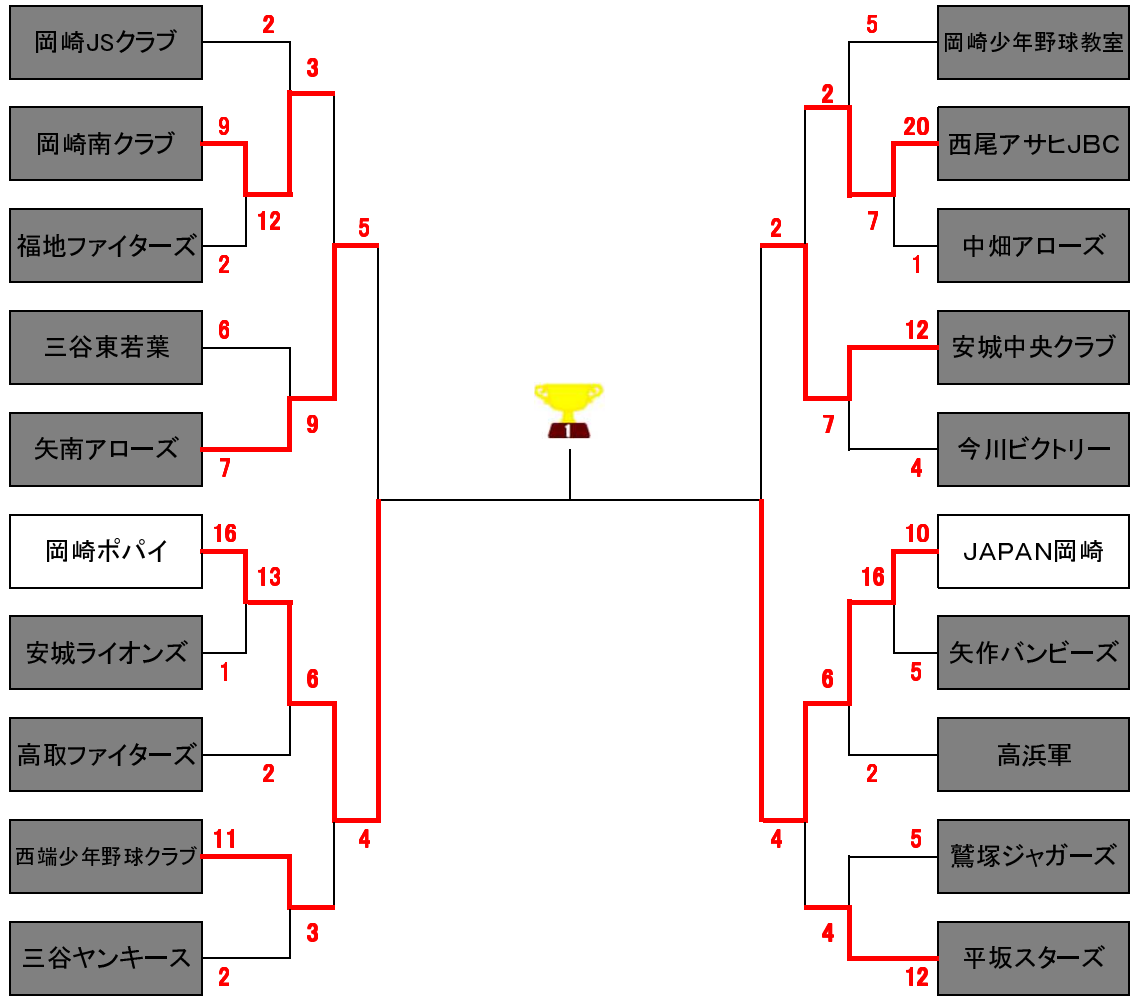 岡崎JSクラブ
2
3
岡崎南クラブ
9
12
福地ファイターズ
2
5
三谷東若葉
6
9
矢南アローズ
7
岡崎ポパイ
16
13
安城ライオンズ
1
6
高取ファイターズ
2
4
西端少年野球クラブ
11
3
三谷ヤンキース
2
1
5
岡崎少年野球教室
2
20
西尾アサヒJBC
7
中畑アローズ
1
2
12
安城中央クラブ
7
今川ビクトリー
4
10
JAPAN岡崎
16
矢作バンビーズ
5
6
高浜軍
2
4
5
鷲塚ジャガーズ
4
平坂スターズ
12